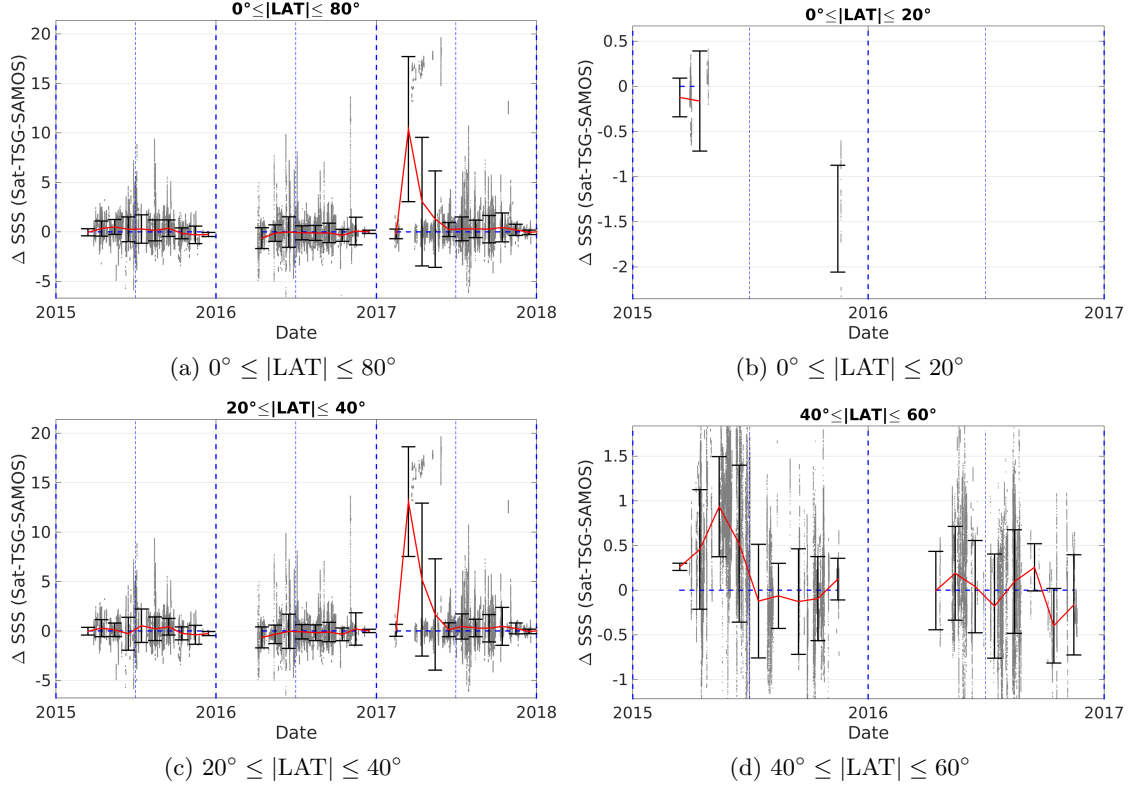 0°≤|LAT|≤ 80°
Δ SSS (Sat-TSG-SAMOS)
20
15
10
5
0
-5
2015
2016
2017
2018
Date
(a) 0° ≤ |LAT| ≤ 80°
0°≤|LAT|≤ 20°
Δ SSS (Sat-TSG-SAMOS)
0.5
0
-0.5
-1
-1.5
-2
2015
2016
2017
Date
(b) 0° ≤ |LAT| ≤ 20°
20°≤|LAT|≤ 40°
Δ SSS (Sat-TSG-SAMOS)
20
15
10
5
0
-5
2015
2016
2017
2018
Date
(c) 20° ≤ |LAT| ≤ 40°
40°≤|LAT|≤ 60°
Δ SSS (Sat-TSG-SAMOS)
1.5
1
0.5
0
-0.5
-1
2015
2016
2017
Date
(d) 40° ≤ |LAT| ≤ 60°